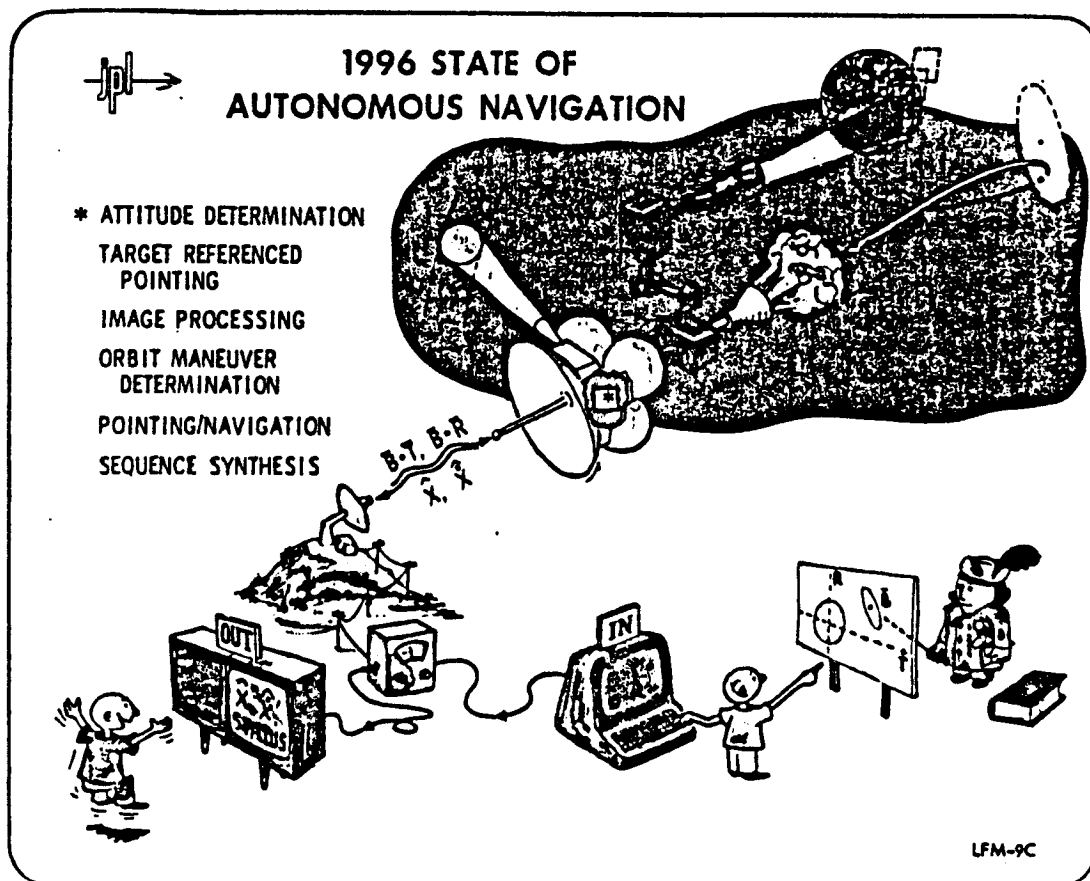 jpl
1996 STATE OF
AUTONOMOUS NAVIGATION
* ATTITUDE DETERMINATION
TARGET REFERENCED
POINTING
IMAGE PROCESSING
ORBIT MANEUVER
DETERMINATION
POINTING/NAVIGATION
SEQUENCE SYNTHESIS
*
B̄·T, B̄·R
X̂, X̂
OUT
IN
R
B̄
T̄
LFM-9C